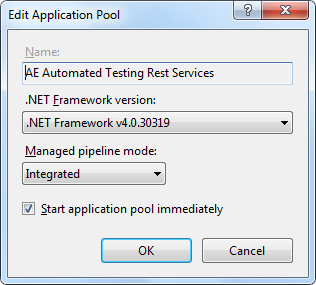 Edit Application Pool
Name:
AE Automated Testing Rest Services
.NET Framework version:
.NET Framework v4.0.30319
Managed pipeline mode:
Integrated
Start application pool immediately
OK Cancel